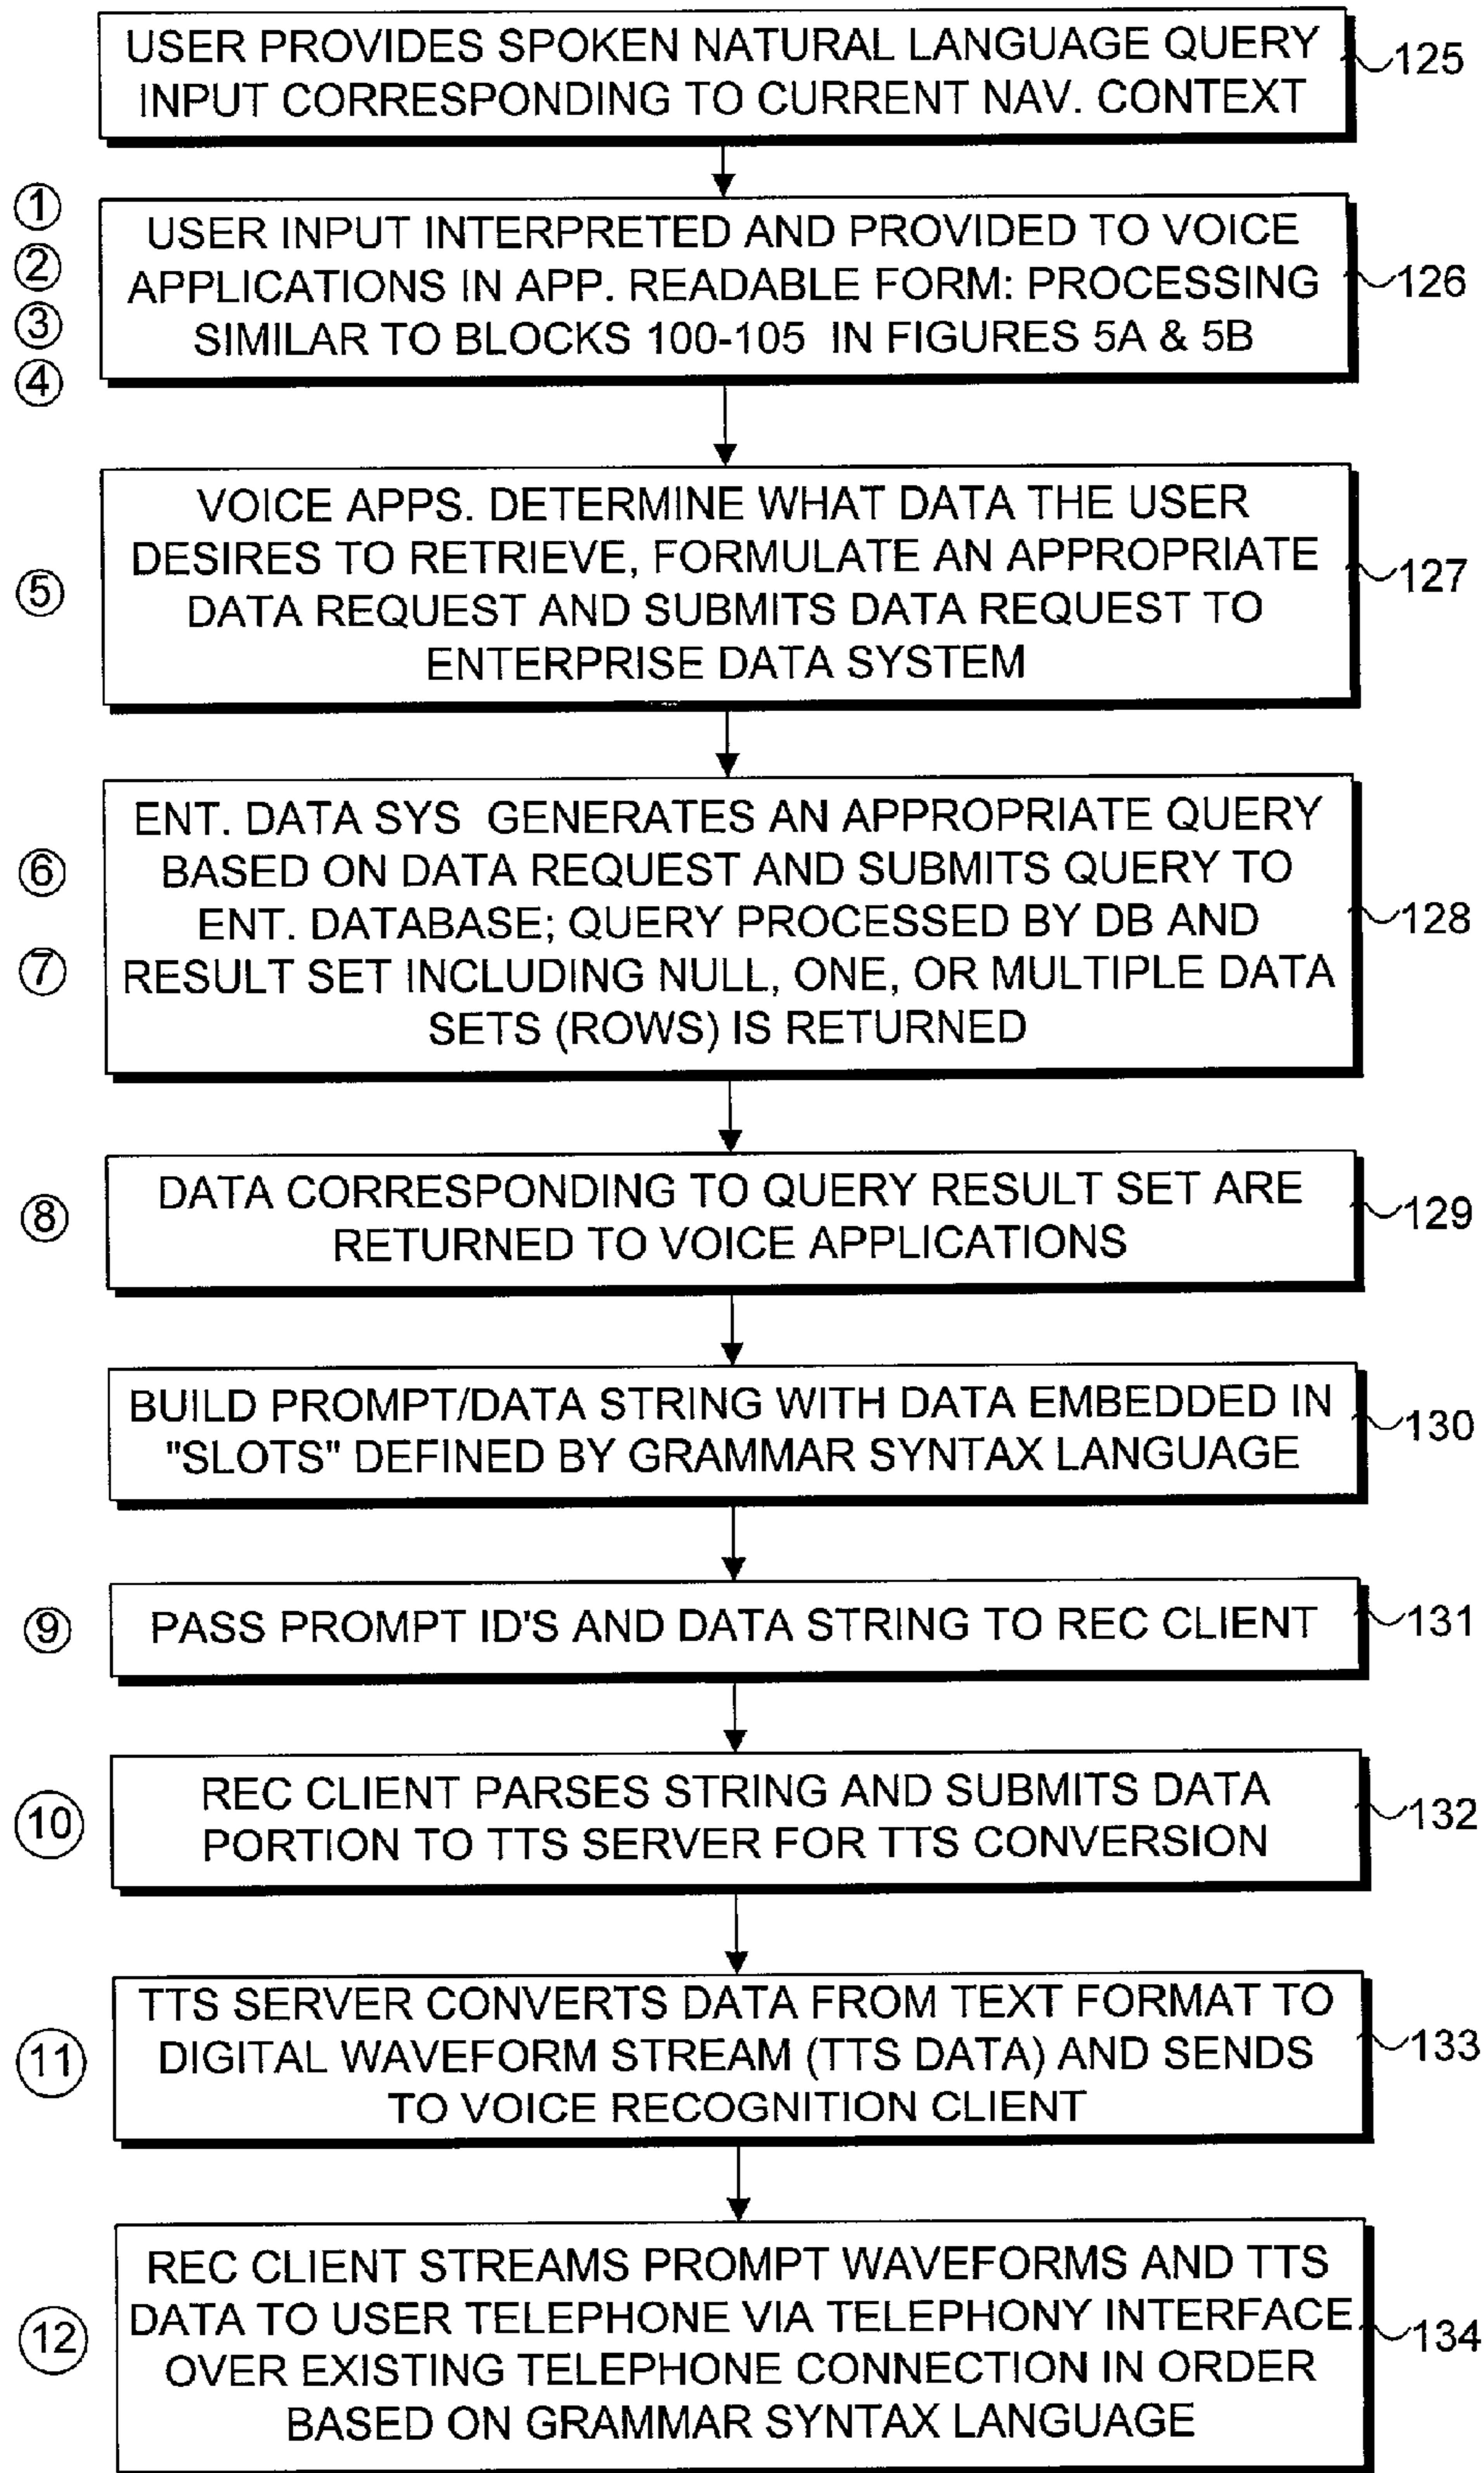 USER PROVIDES SPOKEN NATURAL LANGUAGE QUERY
INPUT CORRESPONDING TO CURRENT NAV. CONTEXT
125
①
②
③
④
USER INPUT INTERPRETED AND PROVIDED TO VOICE
APPLICATIONS IN APP. READABLE FORM: PROCESSING
SIMILAR TO BLOCKS 100-105 IN FIGURES 5A & 5B
126
⑤
VOICE APPS. DETERMINE WHAT DATA THE USER
DESIRES TO RETRIEVE, FORMULATE AN APPROPRIATE
DATA REQUEST AND SUBMITS DATA REQUEST TO
ENTERPRISE DATA SYSTEM
127
⑥
⑦
ENT. DATA SYS GENERATES AN APPROPRIATE QUERY
BASED ON DATA REQUEST AND SUBMITS QUERY TO
ENT. DATABASE; QUERY PROCESSED BY DB AND
RESULT SET INCLUDING NULL, ONE, OR MULTIPLE DATA
SETS (ROWS) IS RETURNED
128
⑧
DATA CORRESPONDING TO QUERY RESULT SET ARE
RETURNED TO VOICE APPLICATIONS
129
BUILD PROMPT/DATA STRING WITH DATA EMBEDDED IN
"SLOTS" DEFINED BY GRAMMAR SYNTAX LANGUAGE
130
⑨
PASS PROMPT ID'S AND DATA STRING TO REC CLIENT
131
⑩
REC CLIENT PARSES STRING AND SUBMITS DATA
PORTION TO TTS SERVER FOR TTS CONVERSION
132
⑪
TTS SERVER CONVERTS DATA FROM TEXT FORMAT TO
DIGITAL WAVEFORM STREAM (TTS DATA) AND SENDS
TO VOICE RECOGNITION CLIENT
133
⑫
REC CLIENT STREAMS PROMPT WAVEFORMS AND TTS
DATA TO USER TELEPHONE VIA TELEPHONY INTERFACE
OVER EXISTING TELEPHONE CONNECTION IN ORDER
BASED ON GRAMMAR SYNTAX LANGUAGE
134